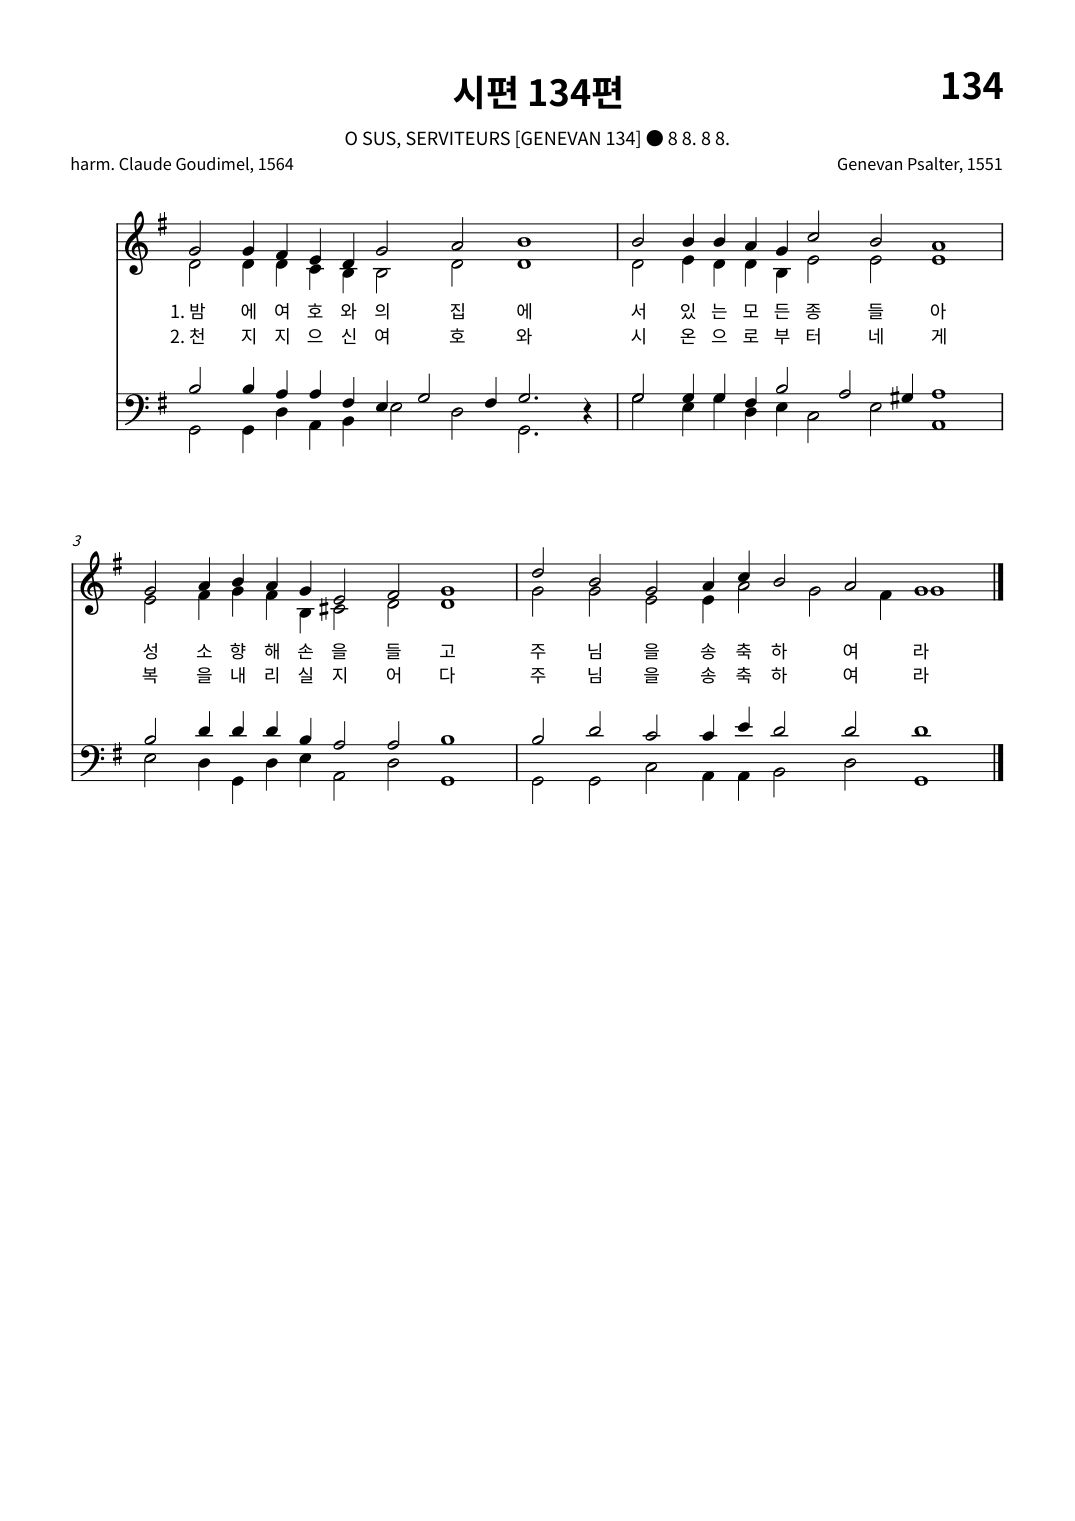 시편 134편
134
O SUS, SERVITEURS [GENEVAN 134] ● 8 8. 8 8.
harm. Claude Goudimel, 1564
Genevan Psalter, 1551
1. 밤 에 여 호 와 의 집 에 서 있 는 모 든 종 들 아
2. 천 지 지 으 신 여 호 와 시 온 으 로 부 터 네 게
3
성 소 향 해 손 을 들 고 주 님 을 송 축 하 여 라
복 을 내 리 실 지 어 다 주 님 을 송 축 하 여 라